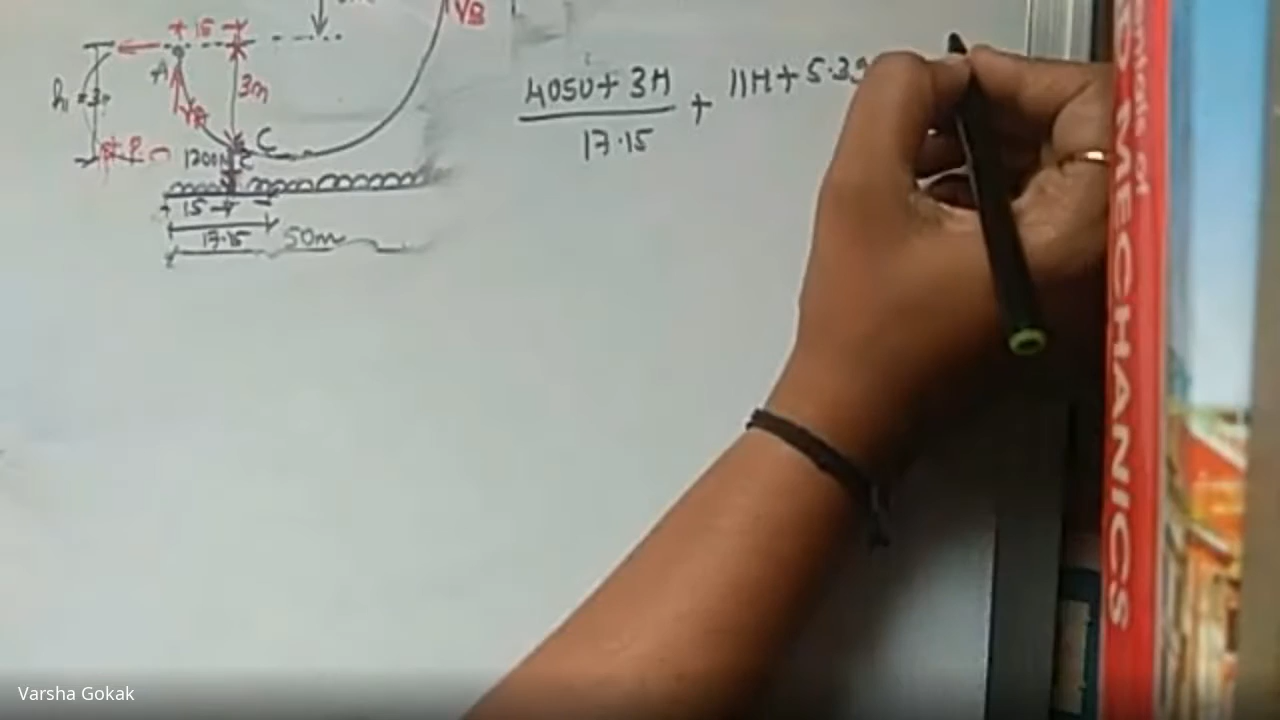 15
VB
4050 + 3H + 11H + 5.39
17.15
A
3m
h1 = 3m
VA
C
1200N
15
17.15
50m
MECHANICS
Varsha Gokak